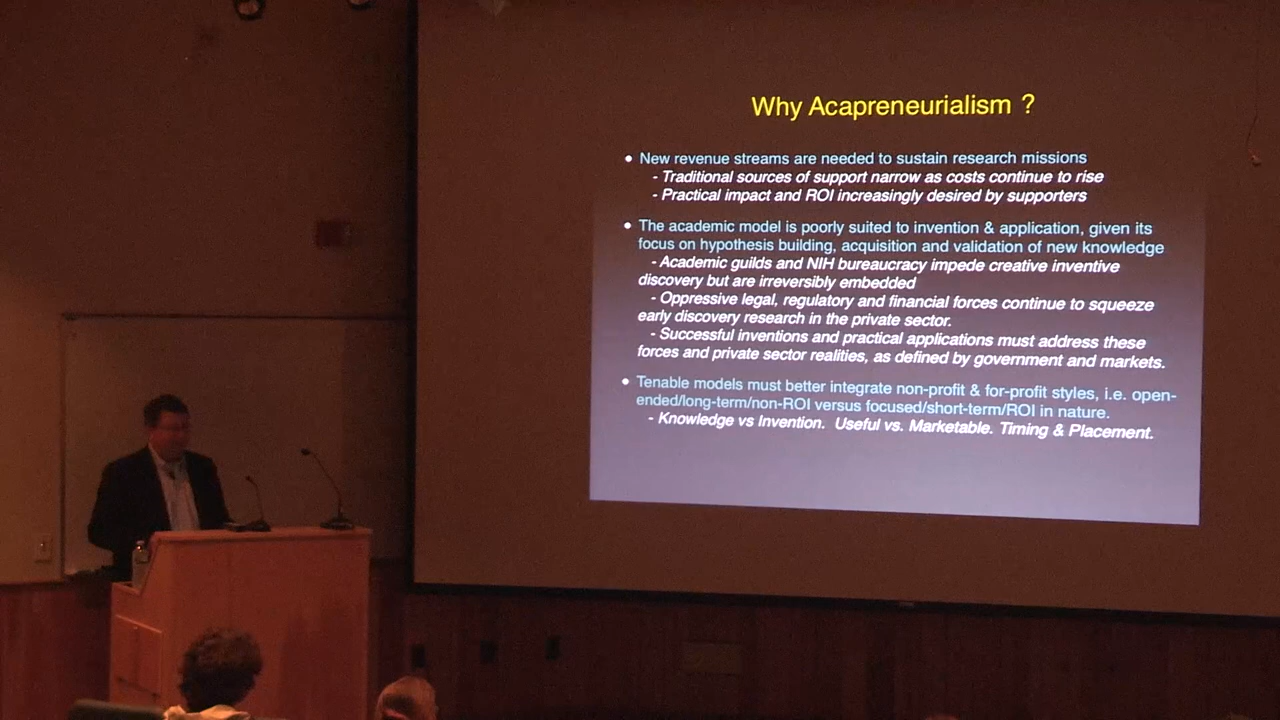 Why Acapreneurialism ?
• New revenue streams are needed to sustain research missions
- Traditional sources of support narrow as costs continue to rise
- Practical impact and ROI increasingly desired by supporters
• The academic model is poorly suited to invention & application, given its
focus on hypothesis building, acquisition and validation of new knowledge
- Academic guilds and NIH bureaucracy impede creative inventive
discovery but are irreversibly embedded
- Oppressive legal, regulatory and financial forces continue to squeeze
early discovery research in the private sector.
- Successful inventions and practical applications must address these
forces and private sector realities, as defined by government and markets.
• Tenable models must better integrate non-profit & for-profit styles, i.e. open-
ended/long-term/non-ROI versus focused/short-term/ROI in nature.
- Knowledge vs Invention. Useful vs. Marketable. Timing & Placement.